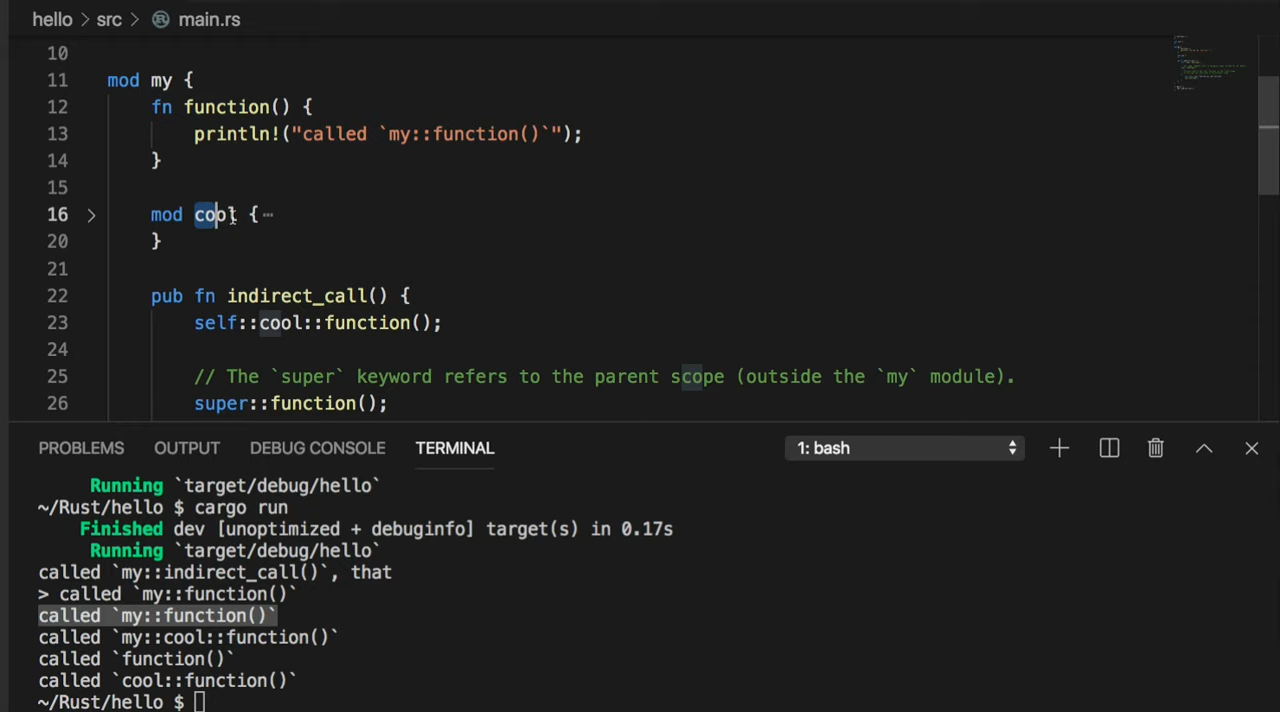 hello > src > main.rs
10
11 mod my {
12 fn function() {
13 println!("called `my::function()`");
14 }
15
16 mod cool { ⋯
20 }
21
22 pub fn indirect_call() {
23 self::cool::function();
24
25 // The `super` keyword refers to the parent scope (outside the `my` module).
26 super::function();
PROBLEMS OUTPUT DEBUG CONSOLE TERMINAL 1: bash
Running `target/debug/hello`
~/Rust/hello $ cargo run
Finished dev [unoptimized + debuginfo] target(s) in 0.17s
Running `target/debug/hello`
called `my::indirect_call()`, that
> called `my::function()`
called `my::function()`
called `my::cool::function()`
called `function()`
called `cool::function()`
~/Rust/hello $